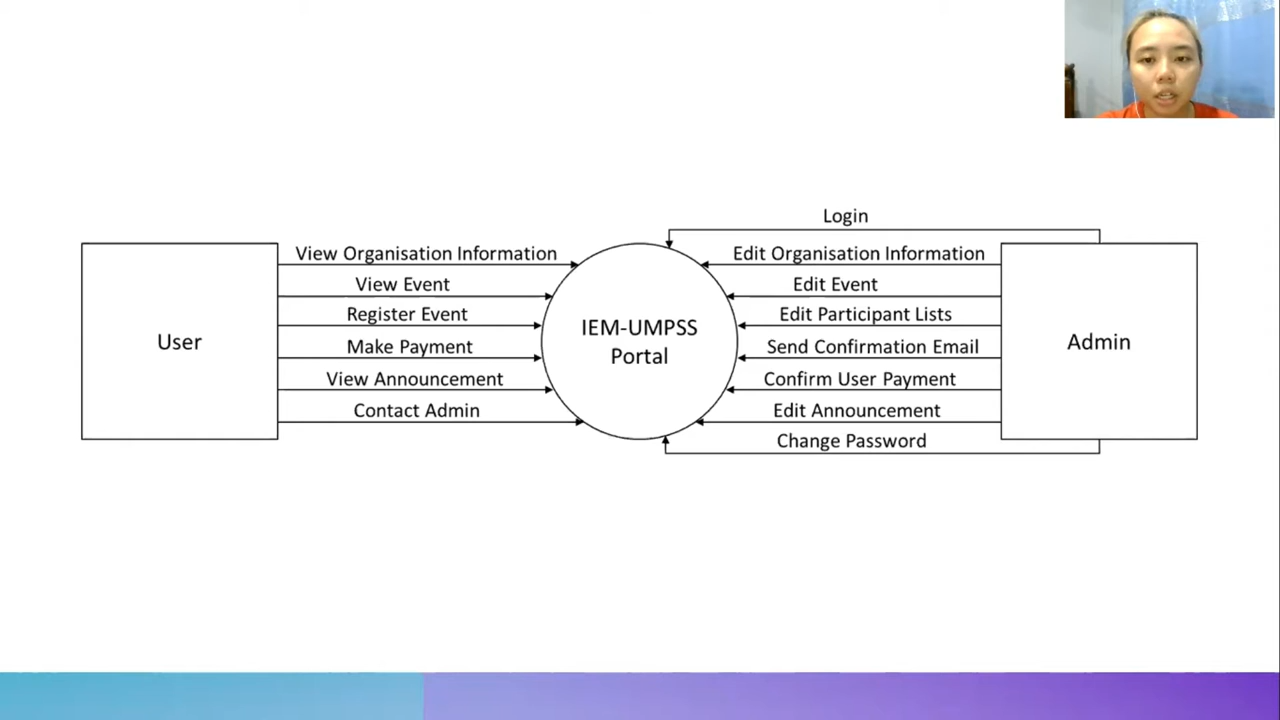 Login
View Organisation Information
Edit Organisation Information
View Event
Edit Event
Register Event
Edit Participant Lists
User
IEM-UMPSS
Portal
Admin
Make Payment
Send Confirmation Email
View Announcement
Confirm User Payment
Contact Admin
Edit Announcement
Change Password